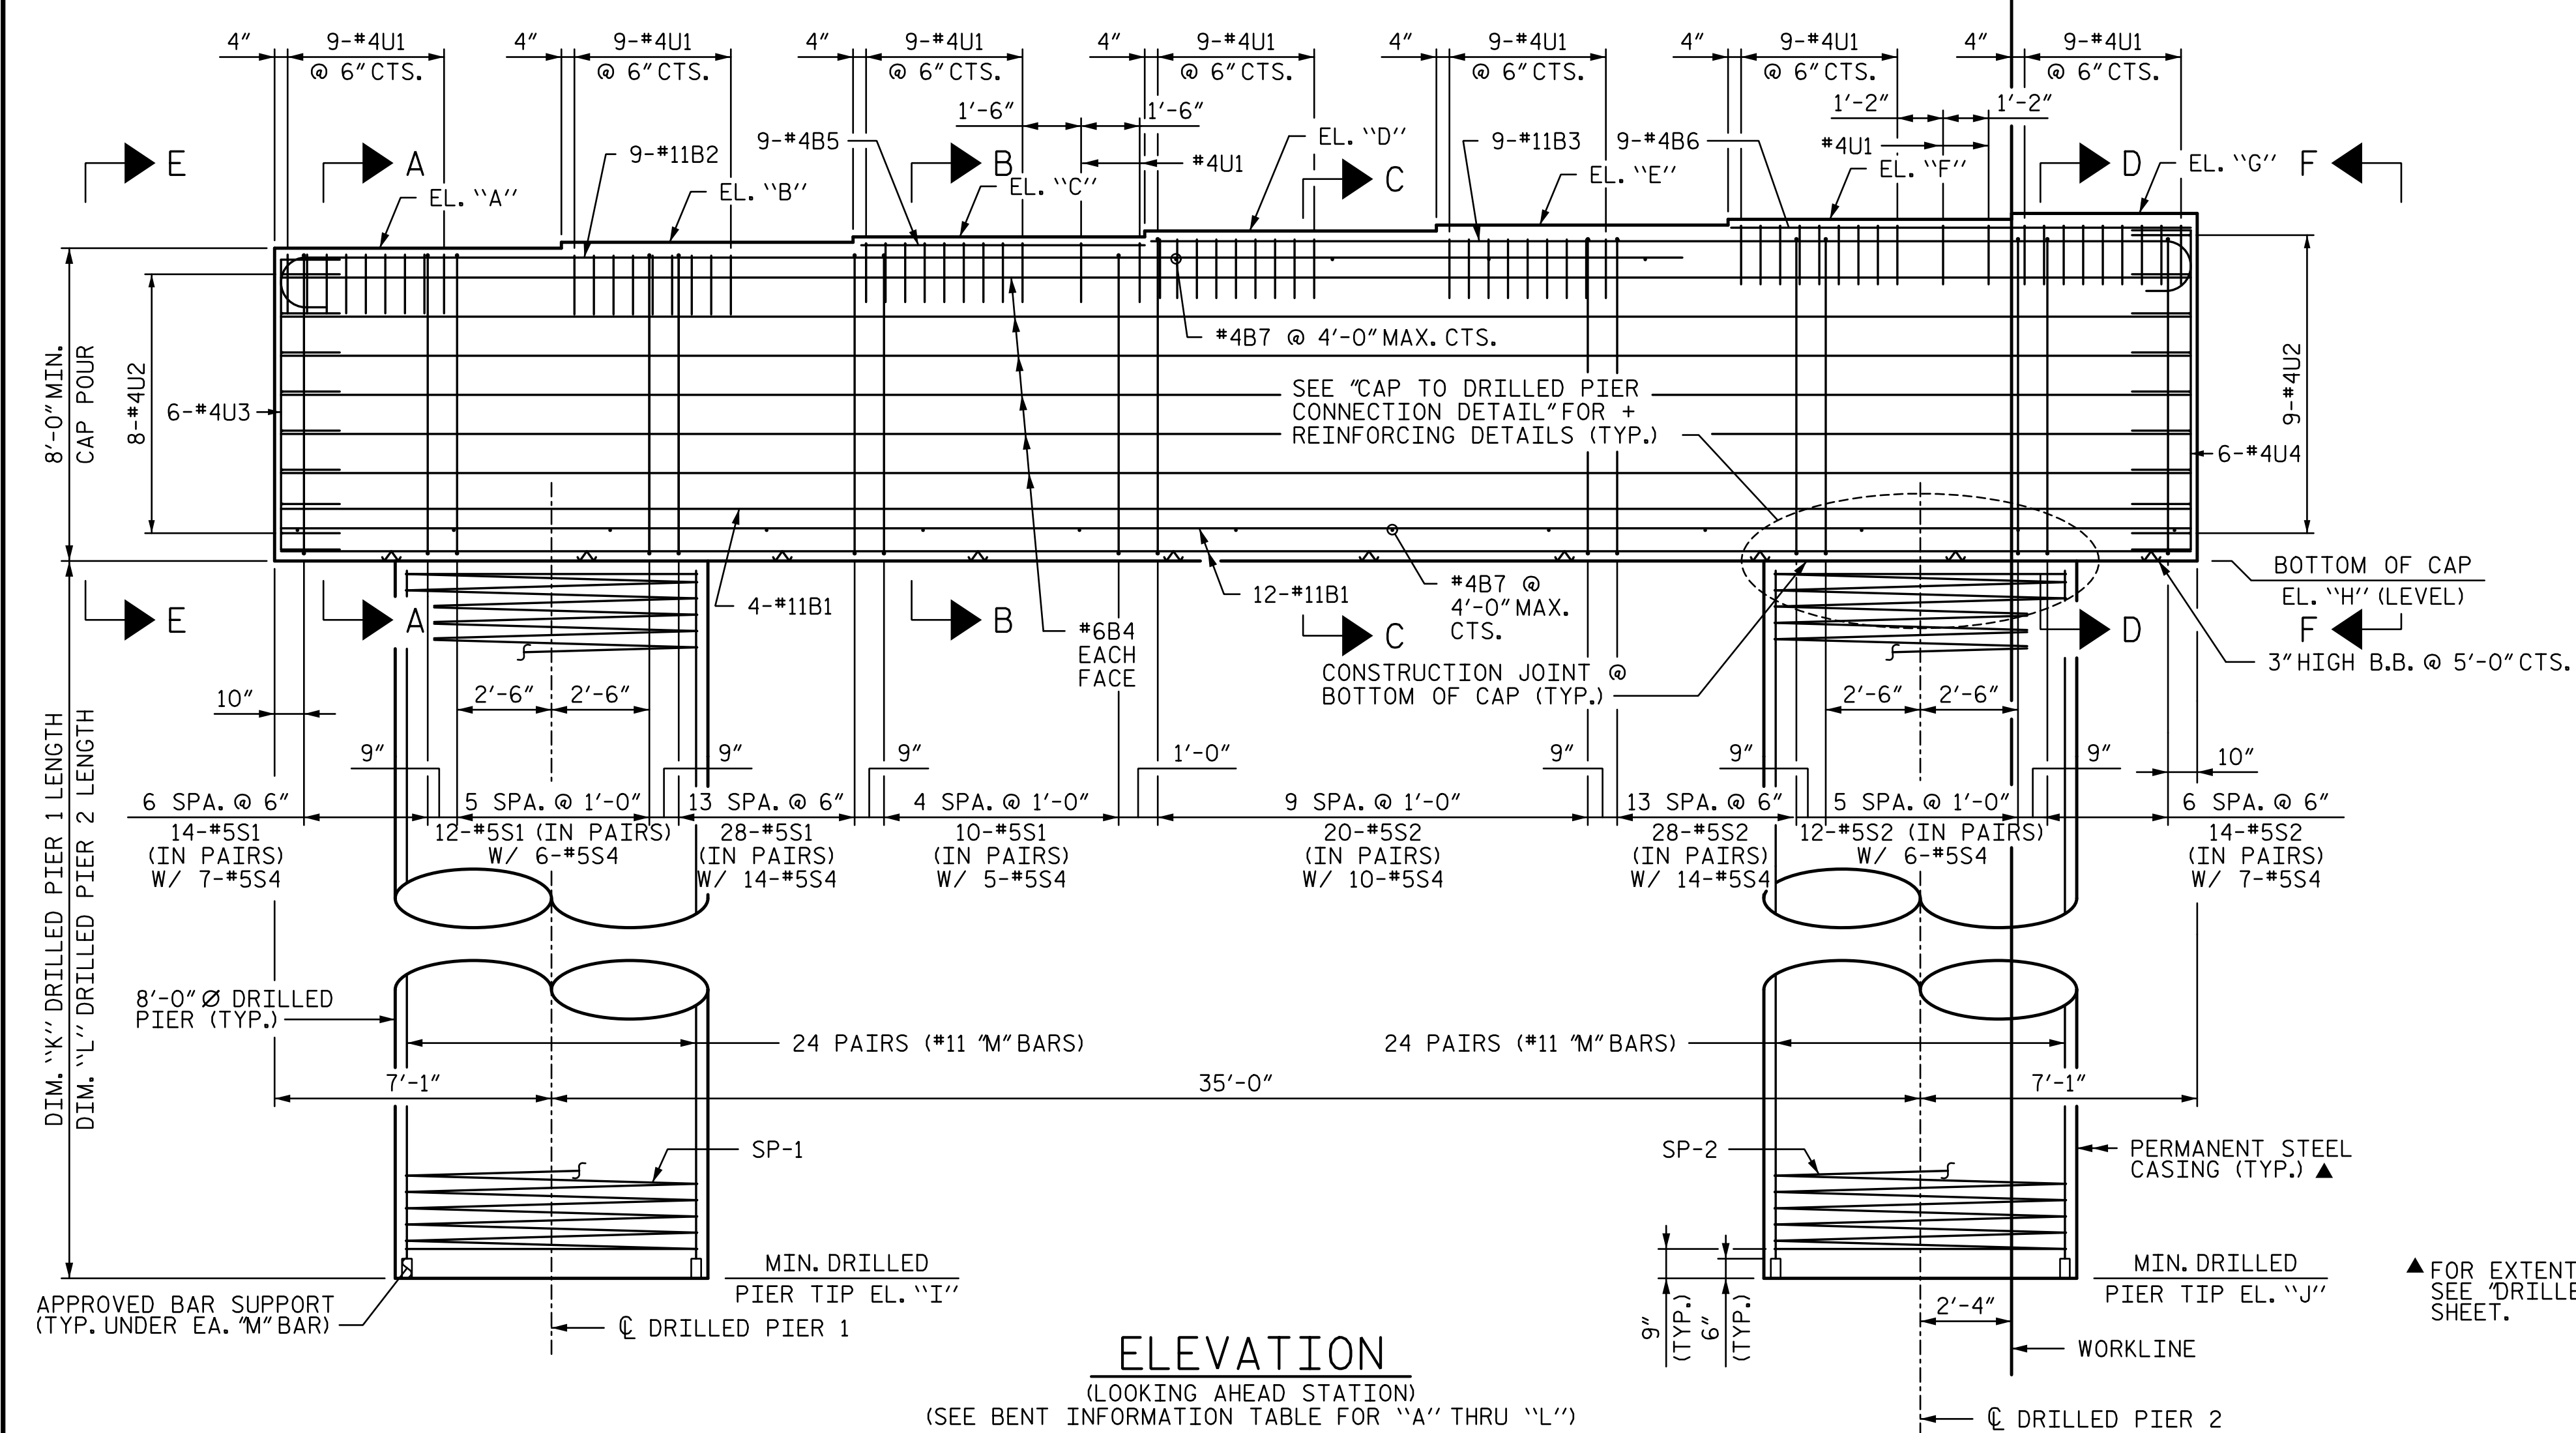 4" 9-#4U1 4" 9-#4U1 4" 9-#4U1 4" 9-#4U1 4" 9-#4U1 4" 9-#4U1 4" 9-#4U1
@ 6" CTS. @ 6" CTS. @ 6" CTS. @ 6" CTS. @ 6" CTS. @ 6" CTS. @ 6" CTS.
1'-6" 1'-6" 1'-2" 1'-2"
9-#11B2 9-#4B5 EL. "D" 9-#11B3 9-#4B6 #4U1
E A B #4U1 C D F
EL. "A" EL. "B" EL. "C" EL. "E" EL. "F" EL. "G"
8'-0" MIN.
CAP POUR
8-#4U2
6-#4U3
#4B7 @ 4'-0" MAX. CTS.
SEE "CAP TO DRILLED PIER
CONNECTION DETAIL" FOR +
REINFORCING DETAILS (TYP.)
9-#4U2
6-#4U4
BOTTOM OF CAP
EL. "H" (LEVEL)
E A B C D F
4-#11B1
#6B4
EACH
FACE
12-#11B1
#4B7 @
4'-0" MAX.
CTS.
CONSTRUCTION JOINT @
BOTTOM OF CAP (TYP.)
3" HIGH B.B. @ 5'-0" CTS.
10" 2'-6" 2'-6" 2'-6" 2'-6"
9" 9" 9" 1'-0" 9" 9" 9" 10"
6 SPA. @ 6" 5 SPA. @ 1'-0" 13 SPA. @ 6" 4 SPA. @ 1'-0" 9 SPA. @ 1'-0" 13 SPA. @ 6" 5 SPA. @ 1'-0" 6 SPA. @ 6"
14-#5S1 12-#5S1 (IN PAIRS) 28-#5S1 10-#5S1 20-#5S2 28-#5S2 12-#5S2 (IN PAIRS) 14-#5S2
(IN PAIRS) W/ 6-#5S4 (IN PAIRS) (IN PAIRS) (IN PAIRS) (IN PAIRS) W/ 6-#5S4 (IN PAIRS)
W/ 7-#5S4 W/ 14-#5S4 W/ 5-#5S4 W/ 10-#5S4 W/ 14-#5S4 W/ 7-#5S4
DIM. "K" DRILLED PIER 1 LENGTH
DIM. "L" DRILLED PIER 2 LENGTH
8'-0" Ø DRILLED
PIER (TYP.)
24 PAIRS (#11 "M" BARS) 24 PAIRS (#11 "M" BARS)
7'-1" 35'-0" 7'-1"
SP-1 SP-2
PERMANENT STEEL
CASING (TYP.) ▲
MIN. DRILLED
PIER TIP EL. "I"
MIN. DRILLED
PIER TIP EL. "J"
APPROVED BAR SUPPORT
(TYP. UNDER EA. "M" BAR)
℄ DRILLED PIER 1
9"
(TYP.)
6"
(TYP.)
2'-4"
WORKLINE
▲ FOR EXTENT
SEE "DRILLE
SHEET.
℄ DRILLED PIER 2
ELEVATION
(LOOKING AHEAD STATION)
(SEE BENT INFORMATION TABLE FOR "A" THRU "L")